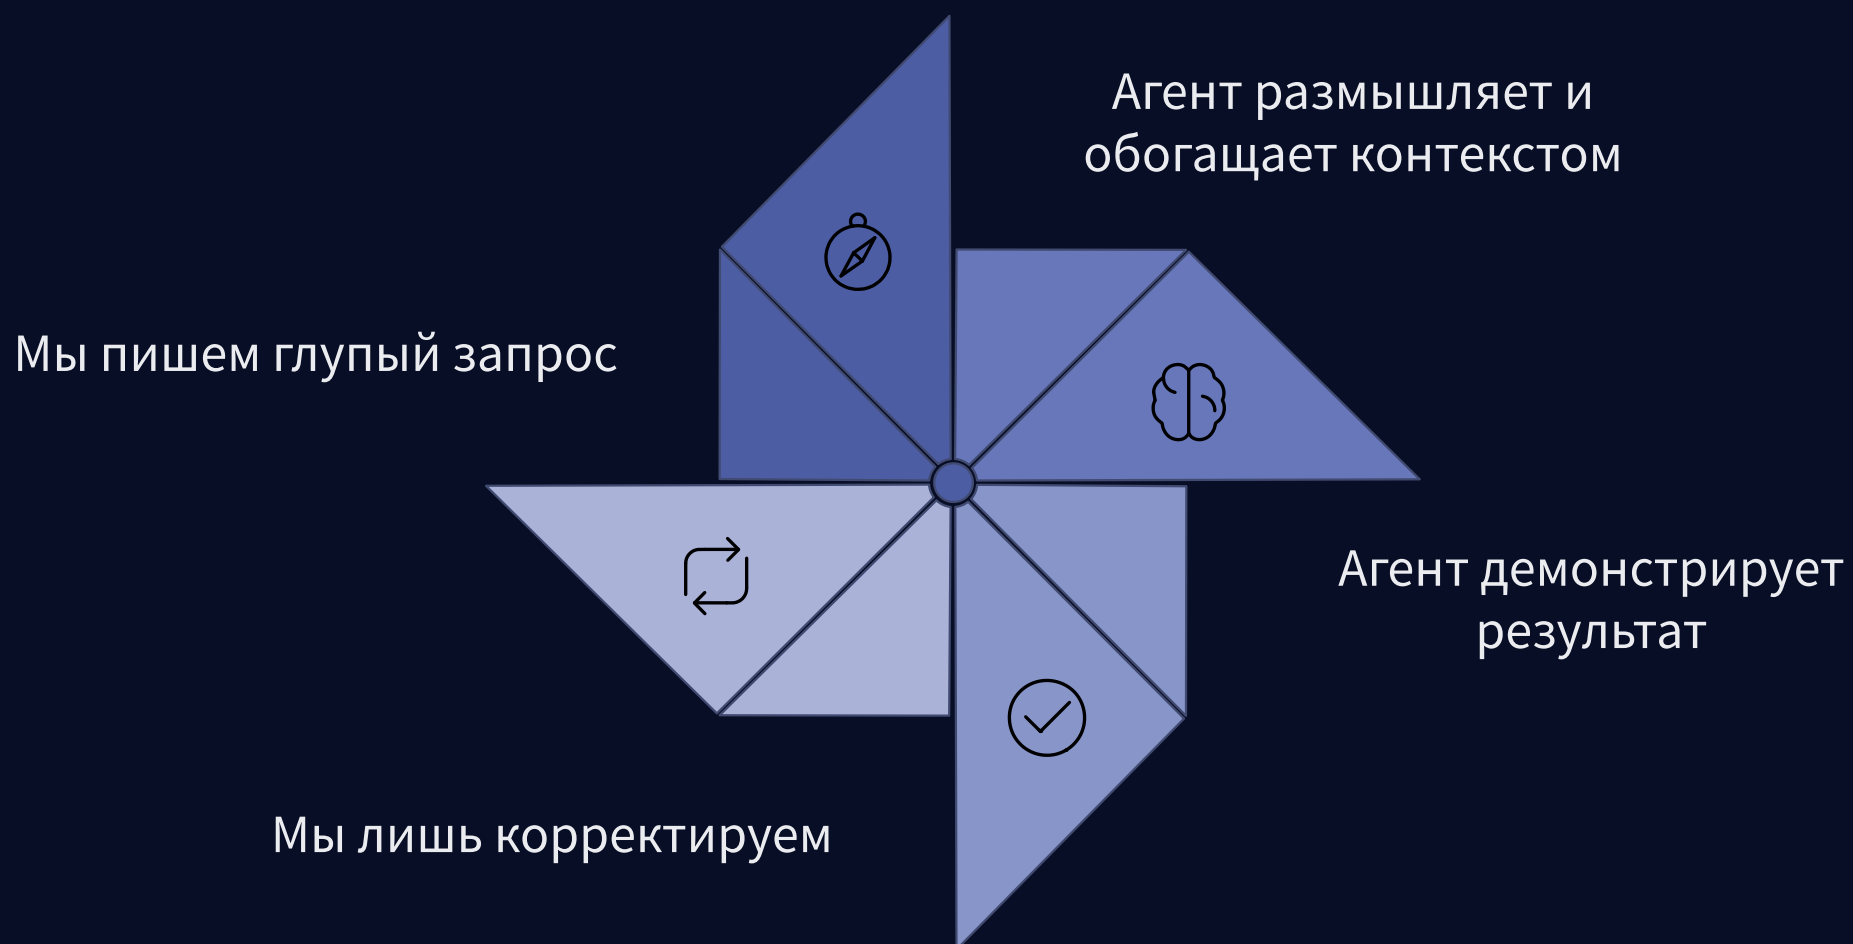 Мы пишем глупый запрос
Агент размышляет и
обогащает контекстом
Агент демонстрирует
результат
Мы лишь корректируем